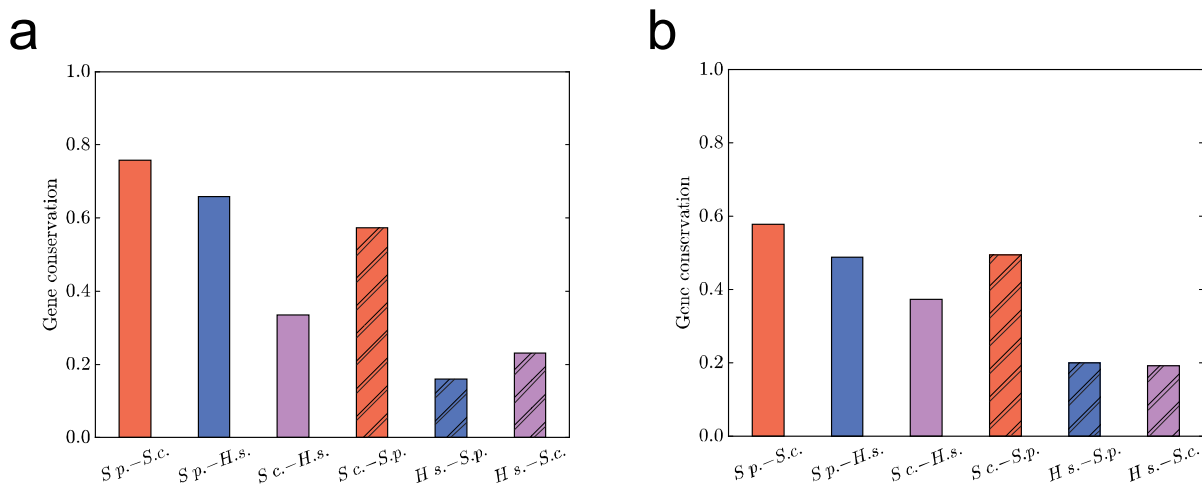 a
1.0
0.8
0.6
0.4
0.2
0.0
Gene conservation
S p.–S.c.
S p.–H.s.
S c.–H.s.
S c.–S.p.
H s.–S.p.
H s.–S.c.
b
1.0
0.8
0.6
0.4
0.2
0.0
Gene conservation
S p.–S.c.
S p.–H.s.
S c.–H.s.
S c.–S.p.
H s.–S.p.
H s.–S.c.